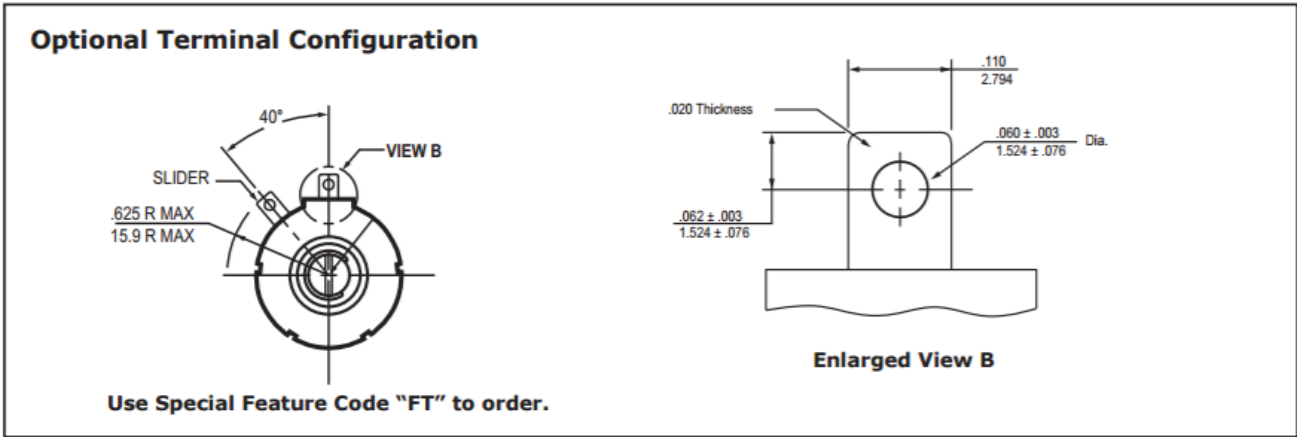 Optional Terminal Configuration
40°
VIEW B
SLIDER
.625 R MAX
15.9 R MAX
Use Special Feature Code “FT” to order.
.110
2.794
.020 Thickness
.060 ± .003
1.524 ± .076
Dia.
.062 ± .003
1.524 ± .076
Enlarged View B